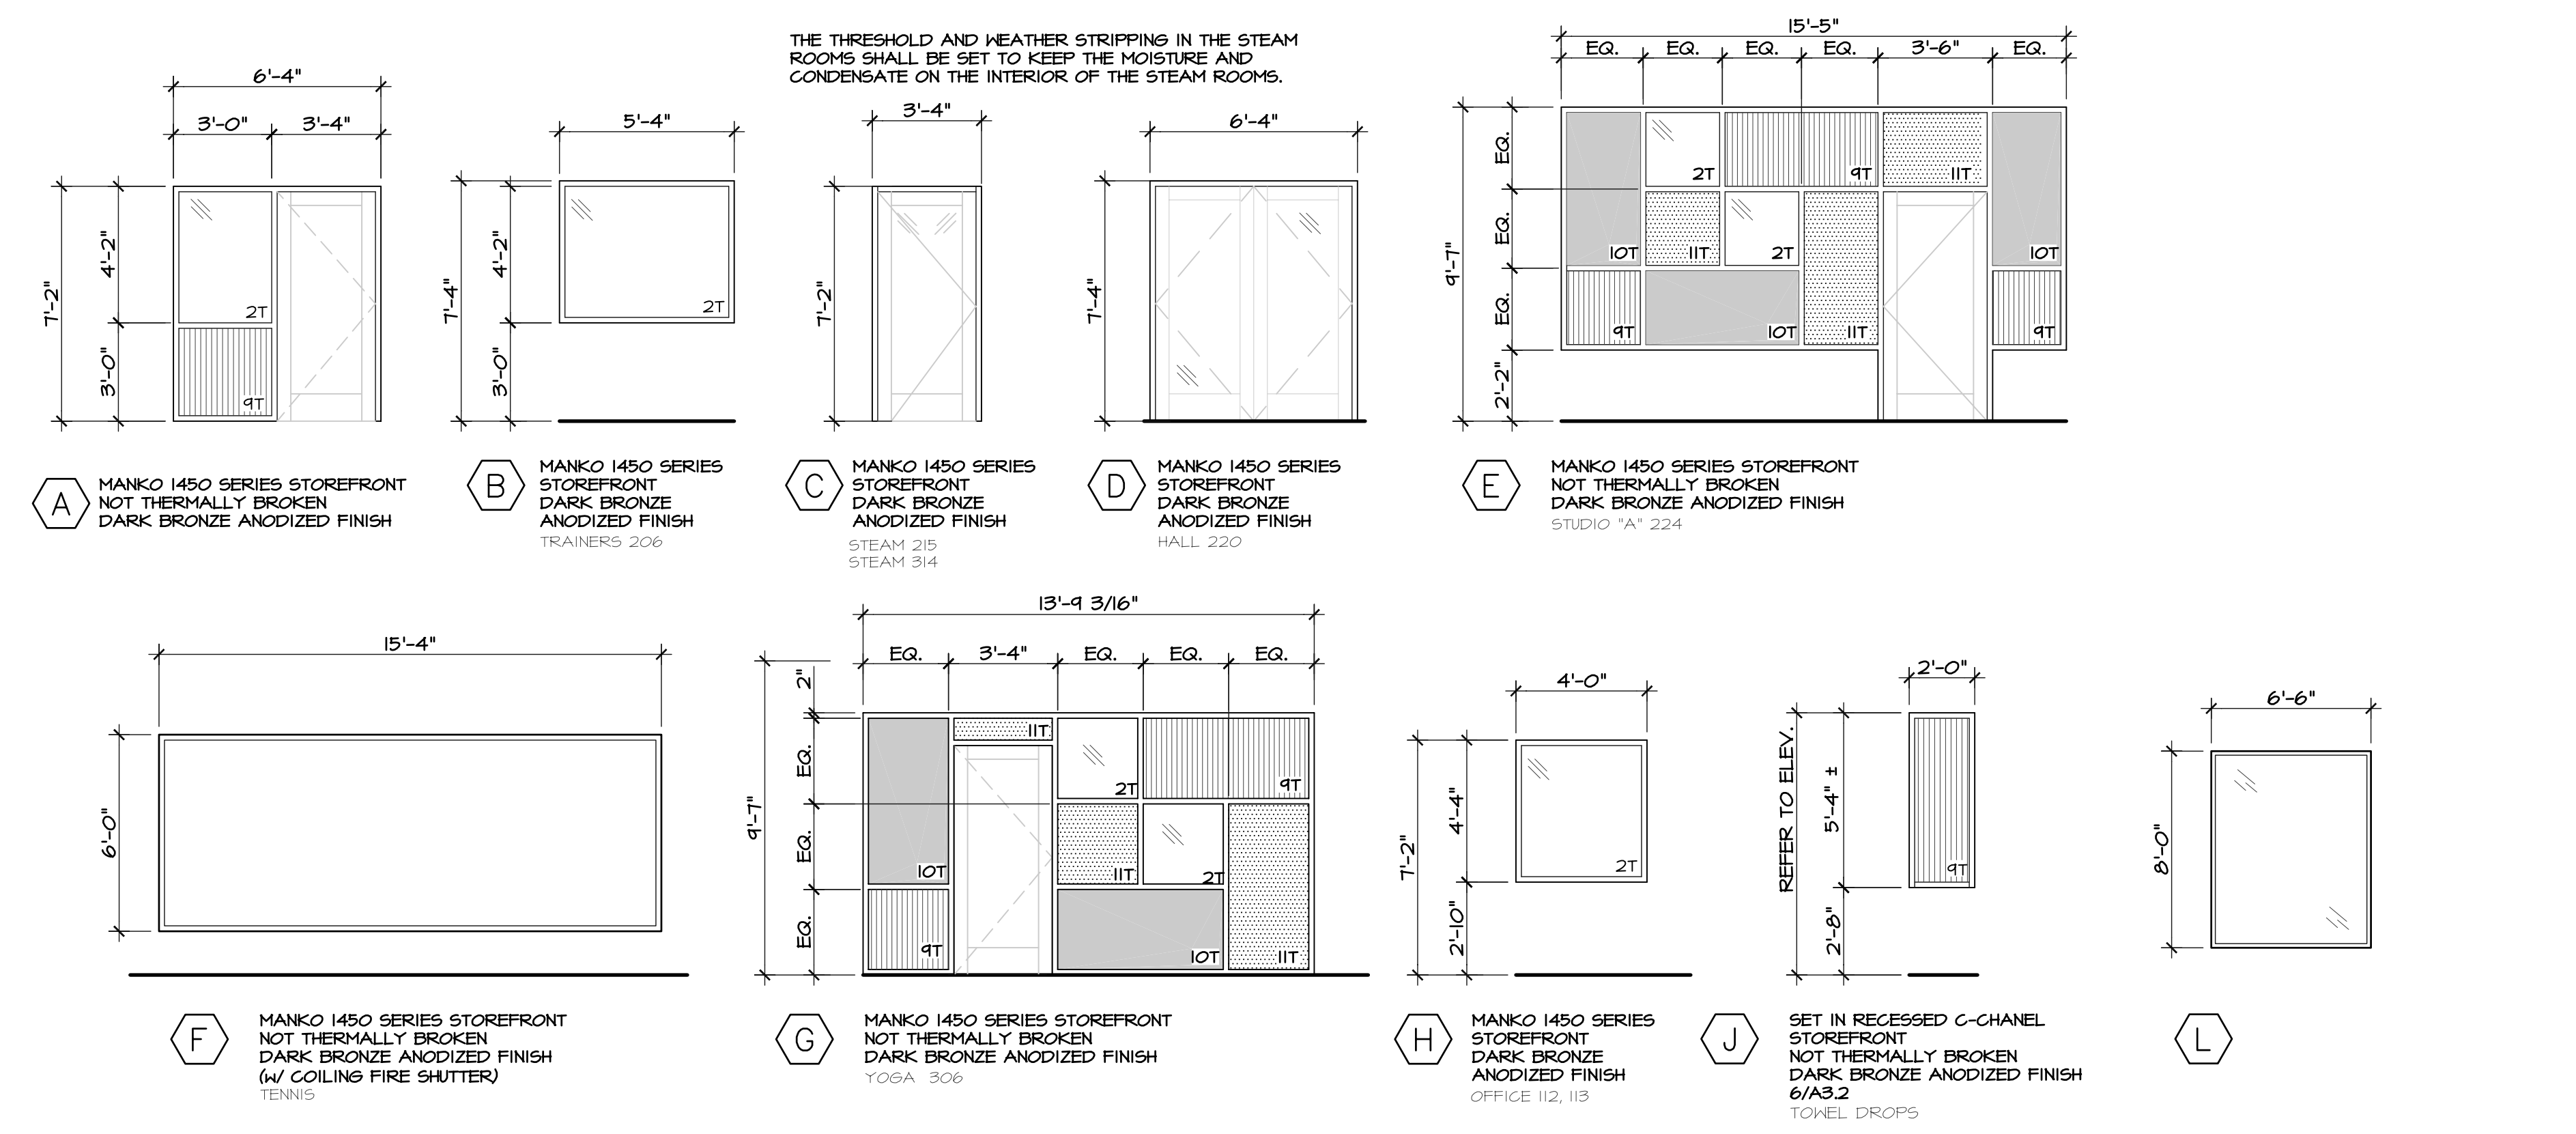 THE THRESHOLD AND WEATHER STRIPPING IN THE STEAM
ROOMS SHALL BE SET TO KEEP THE MOISTURE AND
CONDENSATE ON THE INTERIOR OF THE STEAM ROOMS.
6'-4"
3'-0"
3'-4"
7'-2"
4'-2"
3'-0"
2T
9T
A
MANKO 1450 SERIES STOREFRONT
NOT THERMALLY BROKEN
DARK BRONZE ANODIZED FINISH
5'-4"
7'-4"
4'-2"
3'-0"
2T
B
MANKO 1450 SERIES
STOREFRONT
DARK BRONZE
ANODIZED FINISH
TRAINERS 206
3'-4"
7'-2"
C
MANKO 1450 SERIES
STOREFRONT
DARK BRONZE
ANODIZED FINISH
STEAM 215
STEAM 314
6'-4"
7'-4"
D
MANKO 1450 SERIES
STOREFRONT
DARK BRONZE
ANODIZED FINISH
HALL 220
15'-5"
EQ.
EQ.
EQ.
EQ.
3'-6"
EQ.
9'-7"
EQ.
EQ.
EQ.
2'-2"
2T
9T
11T
10T
11T
2T
10T
9T
10T
11T
9T
E
MANKO 1450 SERIES STOREFRONT
NOT THERMALLY BROKEN
DARK BRONZE ANODIZED FINISH
STUDIO "A" 224
15'-4"
6'-0"
F
MANKO 1450 SERIES STOREFRONT
NOT THERMALLY BROKEN
DARK BRONZE ANODIZED FINISH
(W/ COILING FIRE SHUTTER)
TENNIS
13'-9 3/16"
EQ.
3'-4"
EQ.
EQ.
EQ.
9'-7"
2"
EQ.
EQ.
EQ.
11T
2T
9T
10T
11T
2T
9T
10T
11T
G
MANKO 1450 SERIES STOREFRONT
NOT THERMALLY BROKEN
DARK BRONZE ANODIZED FINISH
YOGA 306
4'-0"
7'-2"
4'-4"
2'-10"
2T
H
MANKO 1450 SERIES
STOREFRONT
DARK BRONZE
ANODIZED FINISH
OFFICE 112, 113
2'-0"
REFER TO ELEV.
5'-4" ±
2'-8"
9T
J
SET IN RECESSED C-CHANEL
STOREFRONT
NOT THERMALLY BROKEN
DARK BRONZE ANODIZED FINISH
6/A3.2
TOWEL DROPS
6'-6"
8'-0"
L